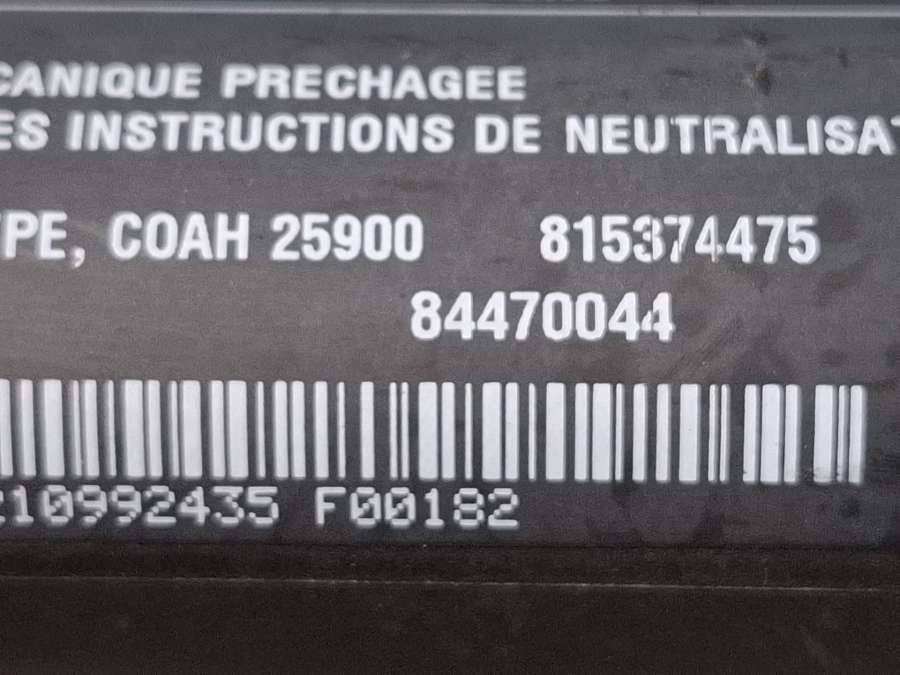 CANIQUE PRECHAGEE
ES INSTRUCTIONS DE NEUTRALISAT
PE, COAH 25900 815374475
84470044
10992435 F00182